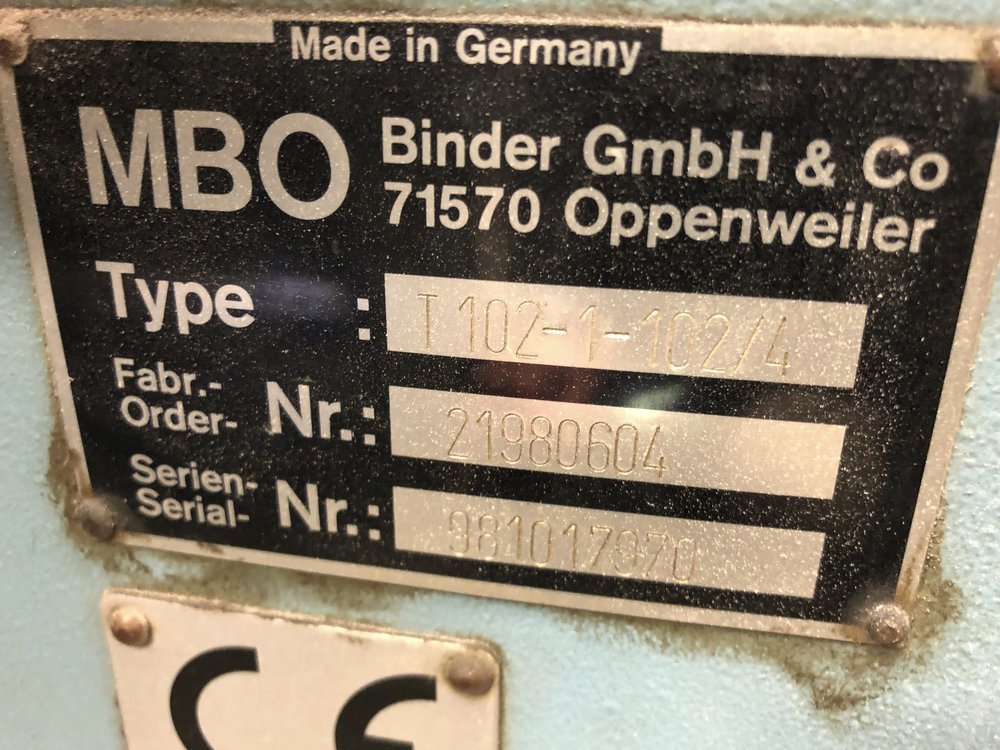 Made in Germany
MBO
Binder GmbH & Co
71570 Oppenweiler
Type : T 102-1-102/4
Fabr.-
Order- Nr.: 21980604
Serien-
Serial- Nr.: 981017970
CE